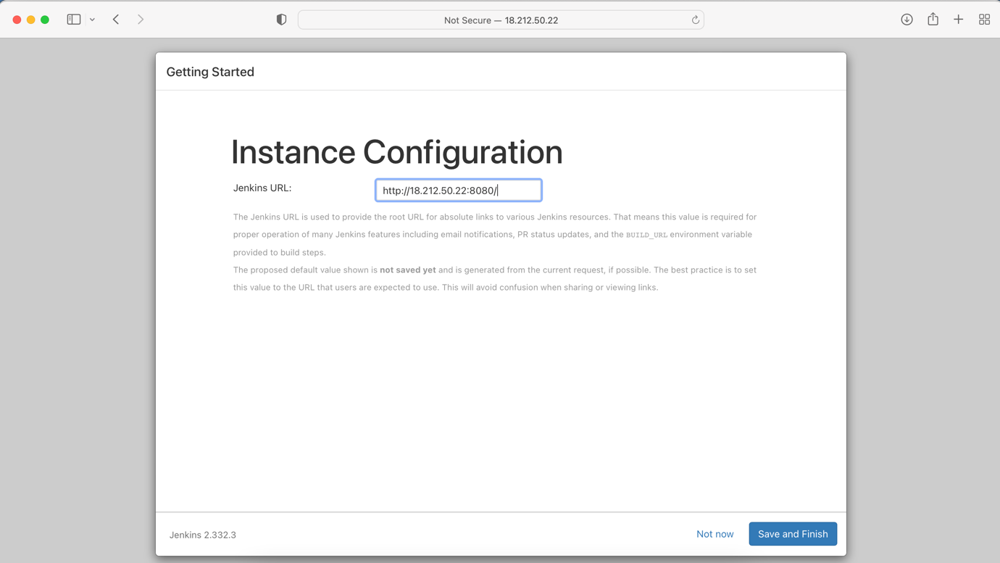 Not Secure — 18.212.50.22
Getting Started
Instance Configuration
Jenkins URL:
http://18.212.50.22:8080/
The Jenkins URL is used to provide the root URL for absolute links to various Jenkins resources. That means this value is required for
proper operation of many Jenkins features including email notifications, PR status updates, and the BUILD_URL environment variable
provided to build steps.
The proposed default value shown is not saved yet and is generated from the current request, if possible. The best practice is to set
this value to the URL that users are expected to use. This will avoid confusion when sharing or viewing links.
Jenkins 2.332.3
Not now
Save and Finish